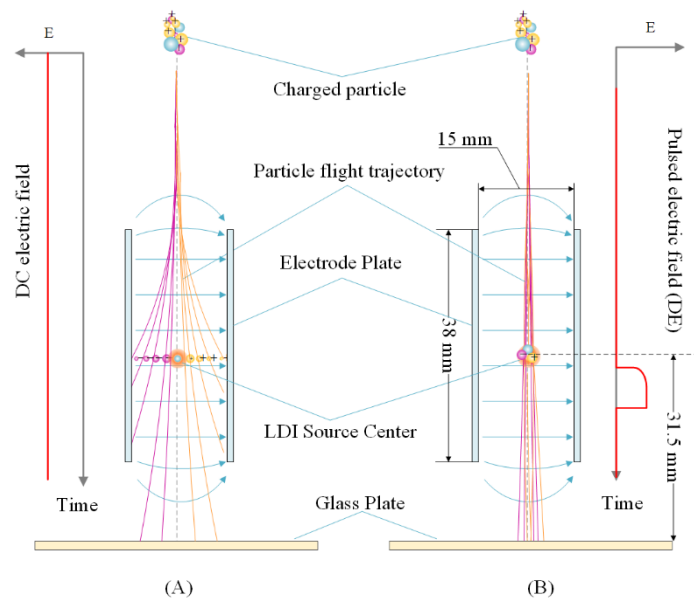 E
E
Charged particle
15 mm
Particle flight trajectory
DC electric field
Pulsed electric
field (DE)
Electrode Plate
38 mm
LDI Source Center
31.5 mm
Time
Time
Glass Plate
(A)
(B)